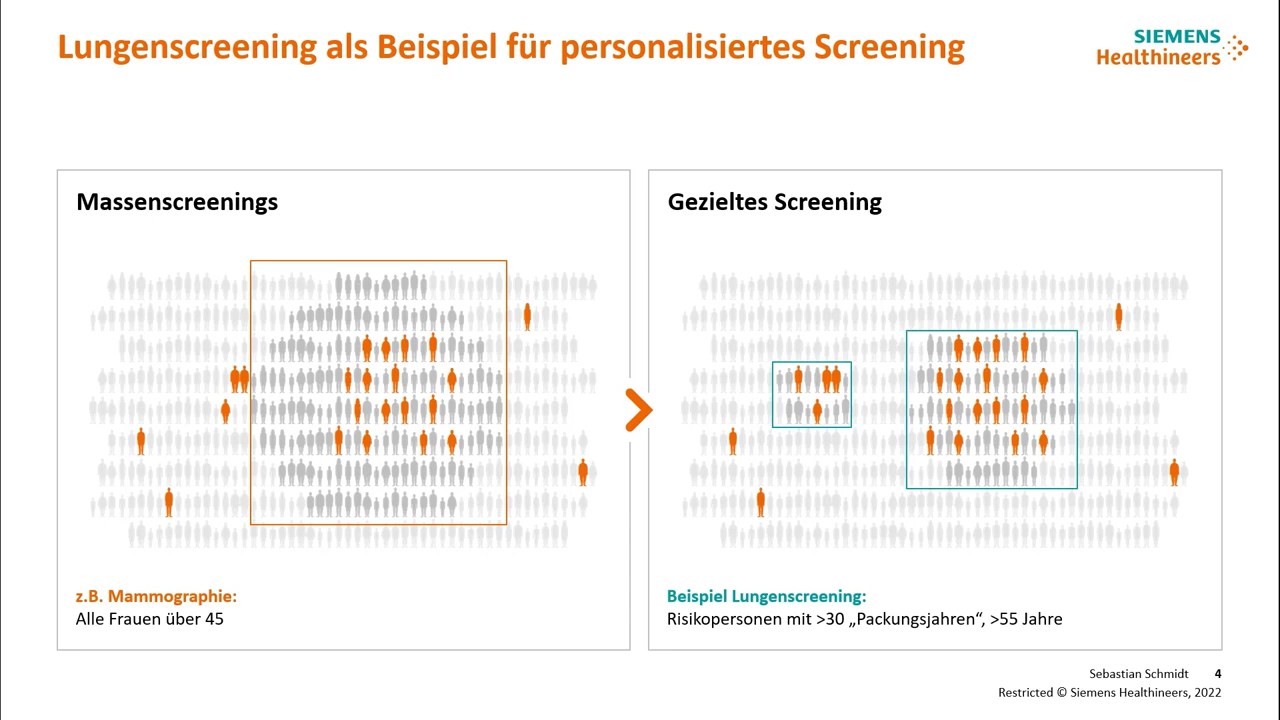 Lungenscreening als Beispiel für personalisiertes Screening
SIEMENS
Healthineers
Massenscreenings
z.B. Mammographie:
Alle Frauen über 45
Gezieltes Screening
Beispiel Lungenscreening:
Risikopersonen mit >30 „Packungsjahren“, >55 Jahre
Sebastian Schmidt 4
Restricted © Siemens Healthineers, 2022